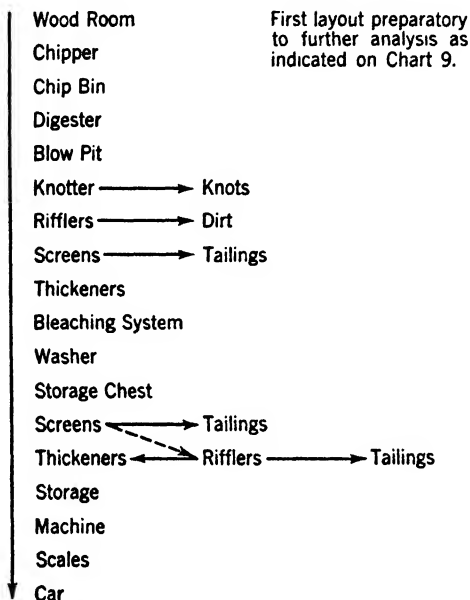 Wood Room
First layout preparatory
to further analysis as
indicated on Chart 9.
Chipper
Chip Bin
Digester
Blow Pit
Knotter Knots
Rifflers Dirt
Screens Tailings
Thickeners
Bleaching System
Washer
Storage Chest
Screens Tailings
Thickeners Rifflers Tailings
Storage
Machine
Scales
Car